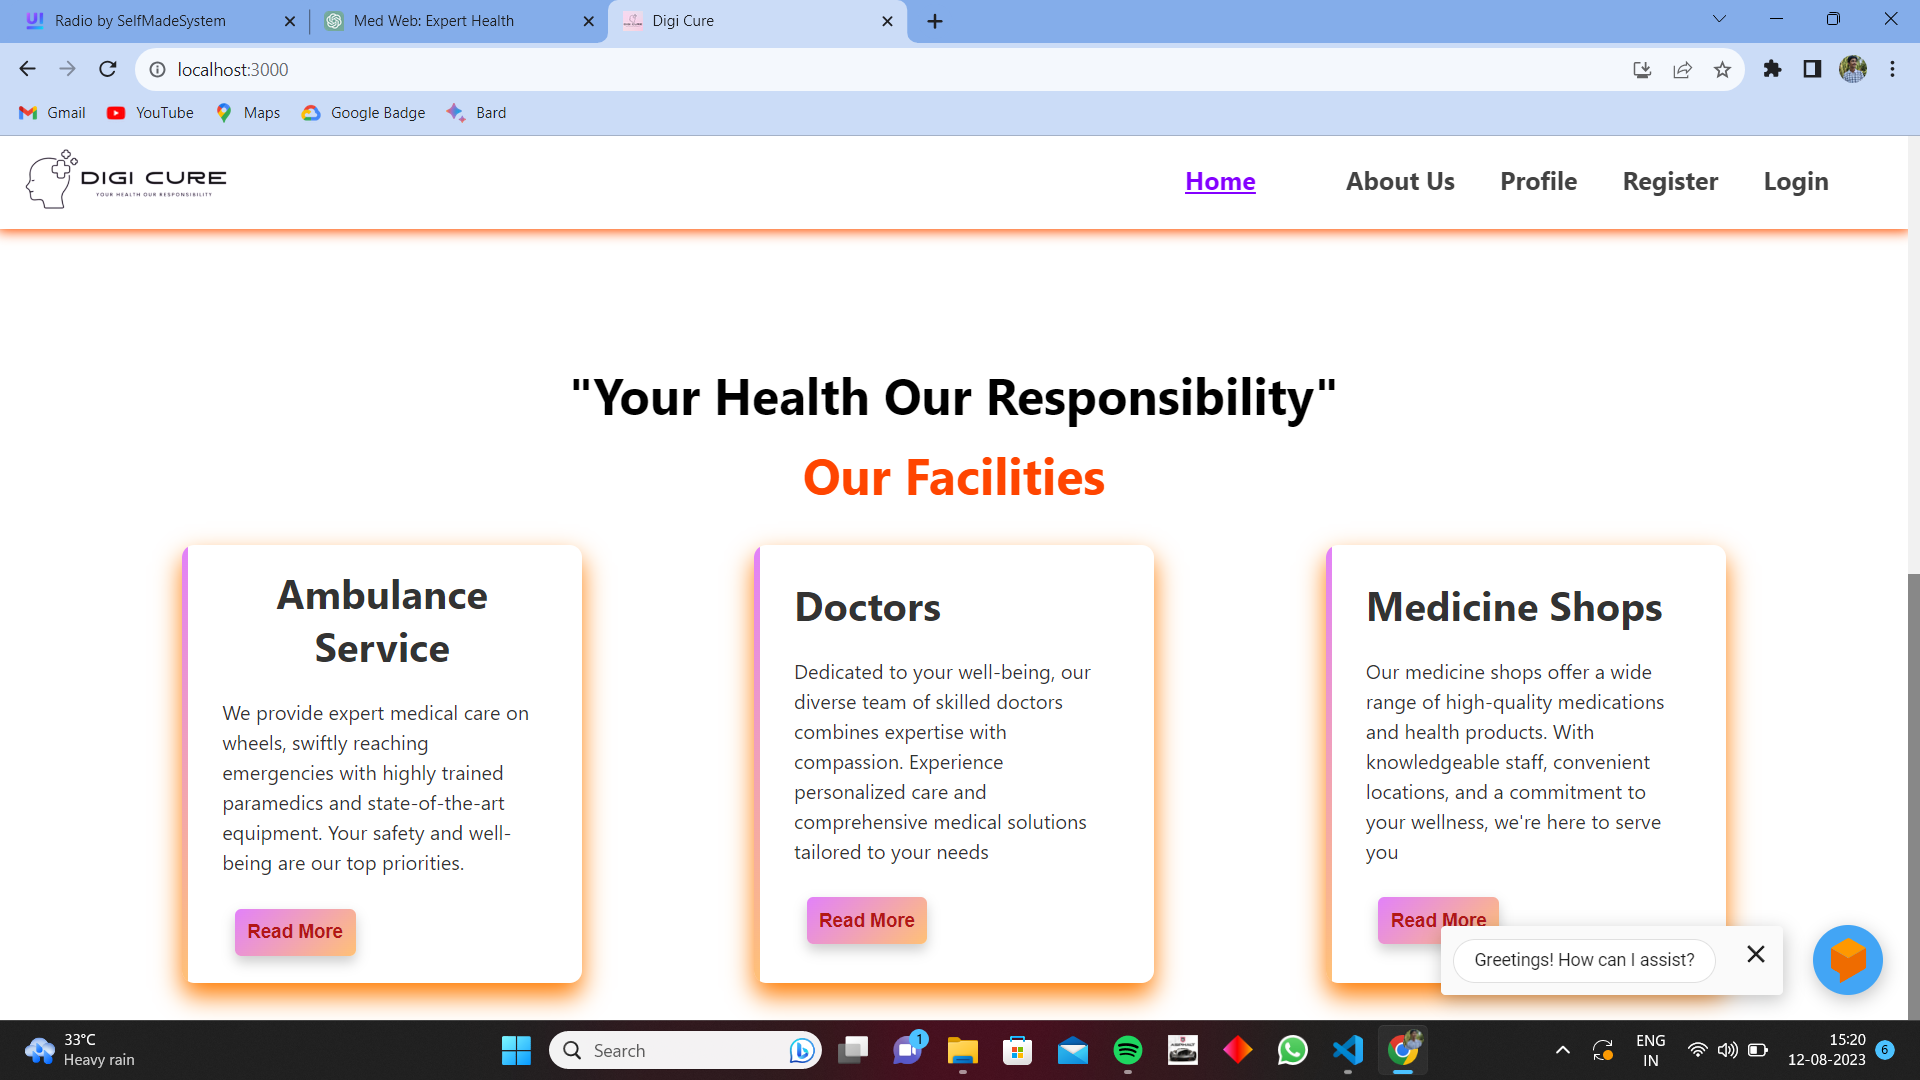 Radio by SelfMadeSystem
Med Web: Expert Health
Digi Cure
localhost:3000
Gmail
YouTube
Maps
Google Badge
Bard
DIGI CURE
YOUR HEALTH OUR RESPONSIBILITY
Home
About Us
Profile
Register
Login
"Your Health Our Responsibility"
Our Facilities
Ambulance
Service
We provide expert medical care on
wheels, swiftly reaching
emergencies with highly trained
paramedics and state-of-the-art
equipment. Your safety and well-
being are our top priorities.
Read More
Doctors
Dedicated to your well-being, our
diverse team of skilled doctors
combines expertise with
compassion. Experience
personalized care and
comprehensive medical solutions
tailored to your needs
Read More
Medicine Shops
Our medicine shops offer a wide
range of high-quality medications
and health products. With
knowledgeable staff, convenient
locations, and a commitment to
your wellness, we're here to serve
you
Read More
Greetings! How can I assist?
33°C
Heavy rain
Search
1
ENG
IN
15:20
12-08-2023
6